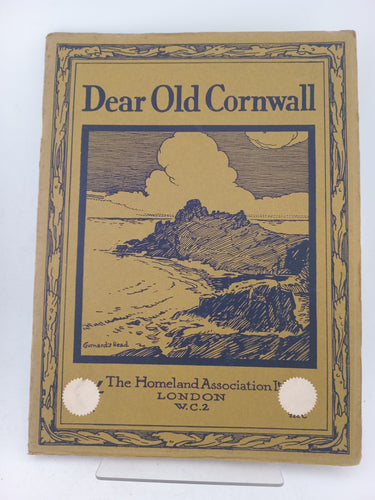 Dear Old Cornwall
Gurnard's Head
The Homeland Association
LONDON
W.C.2